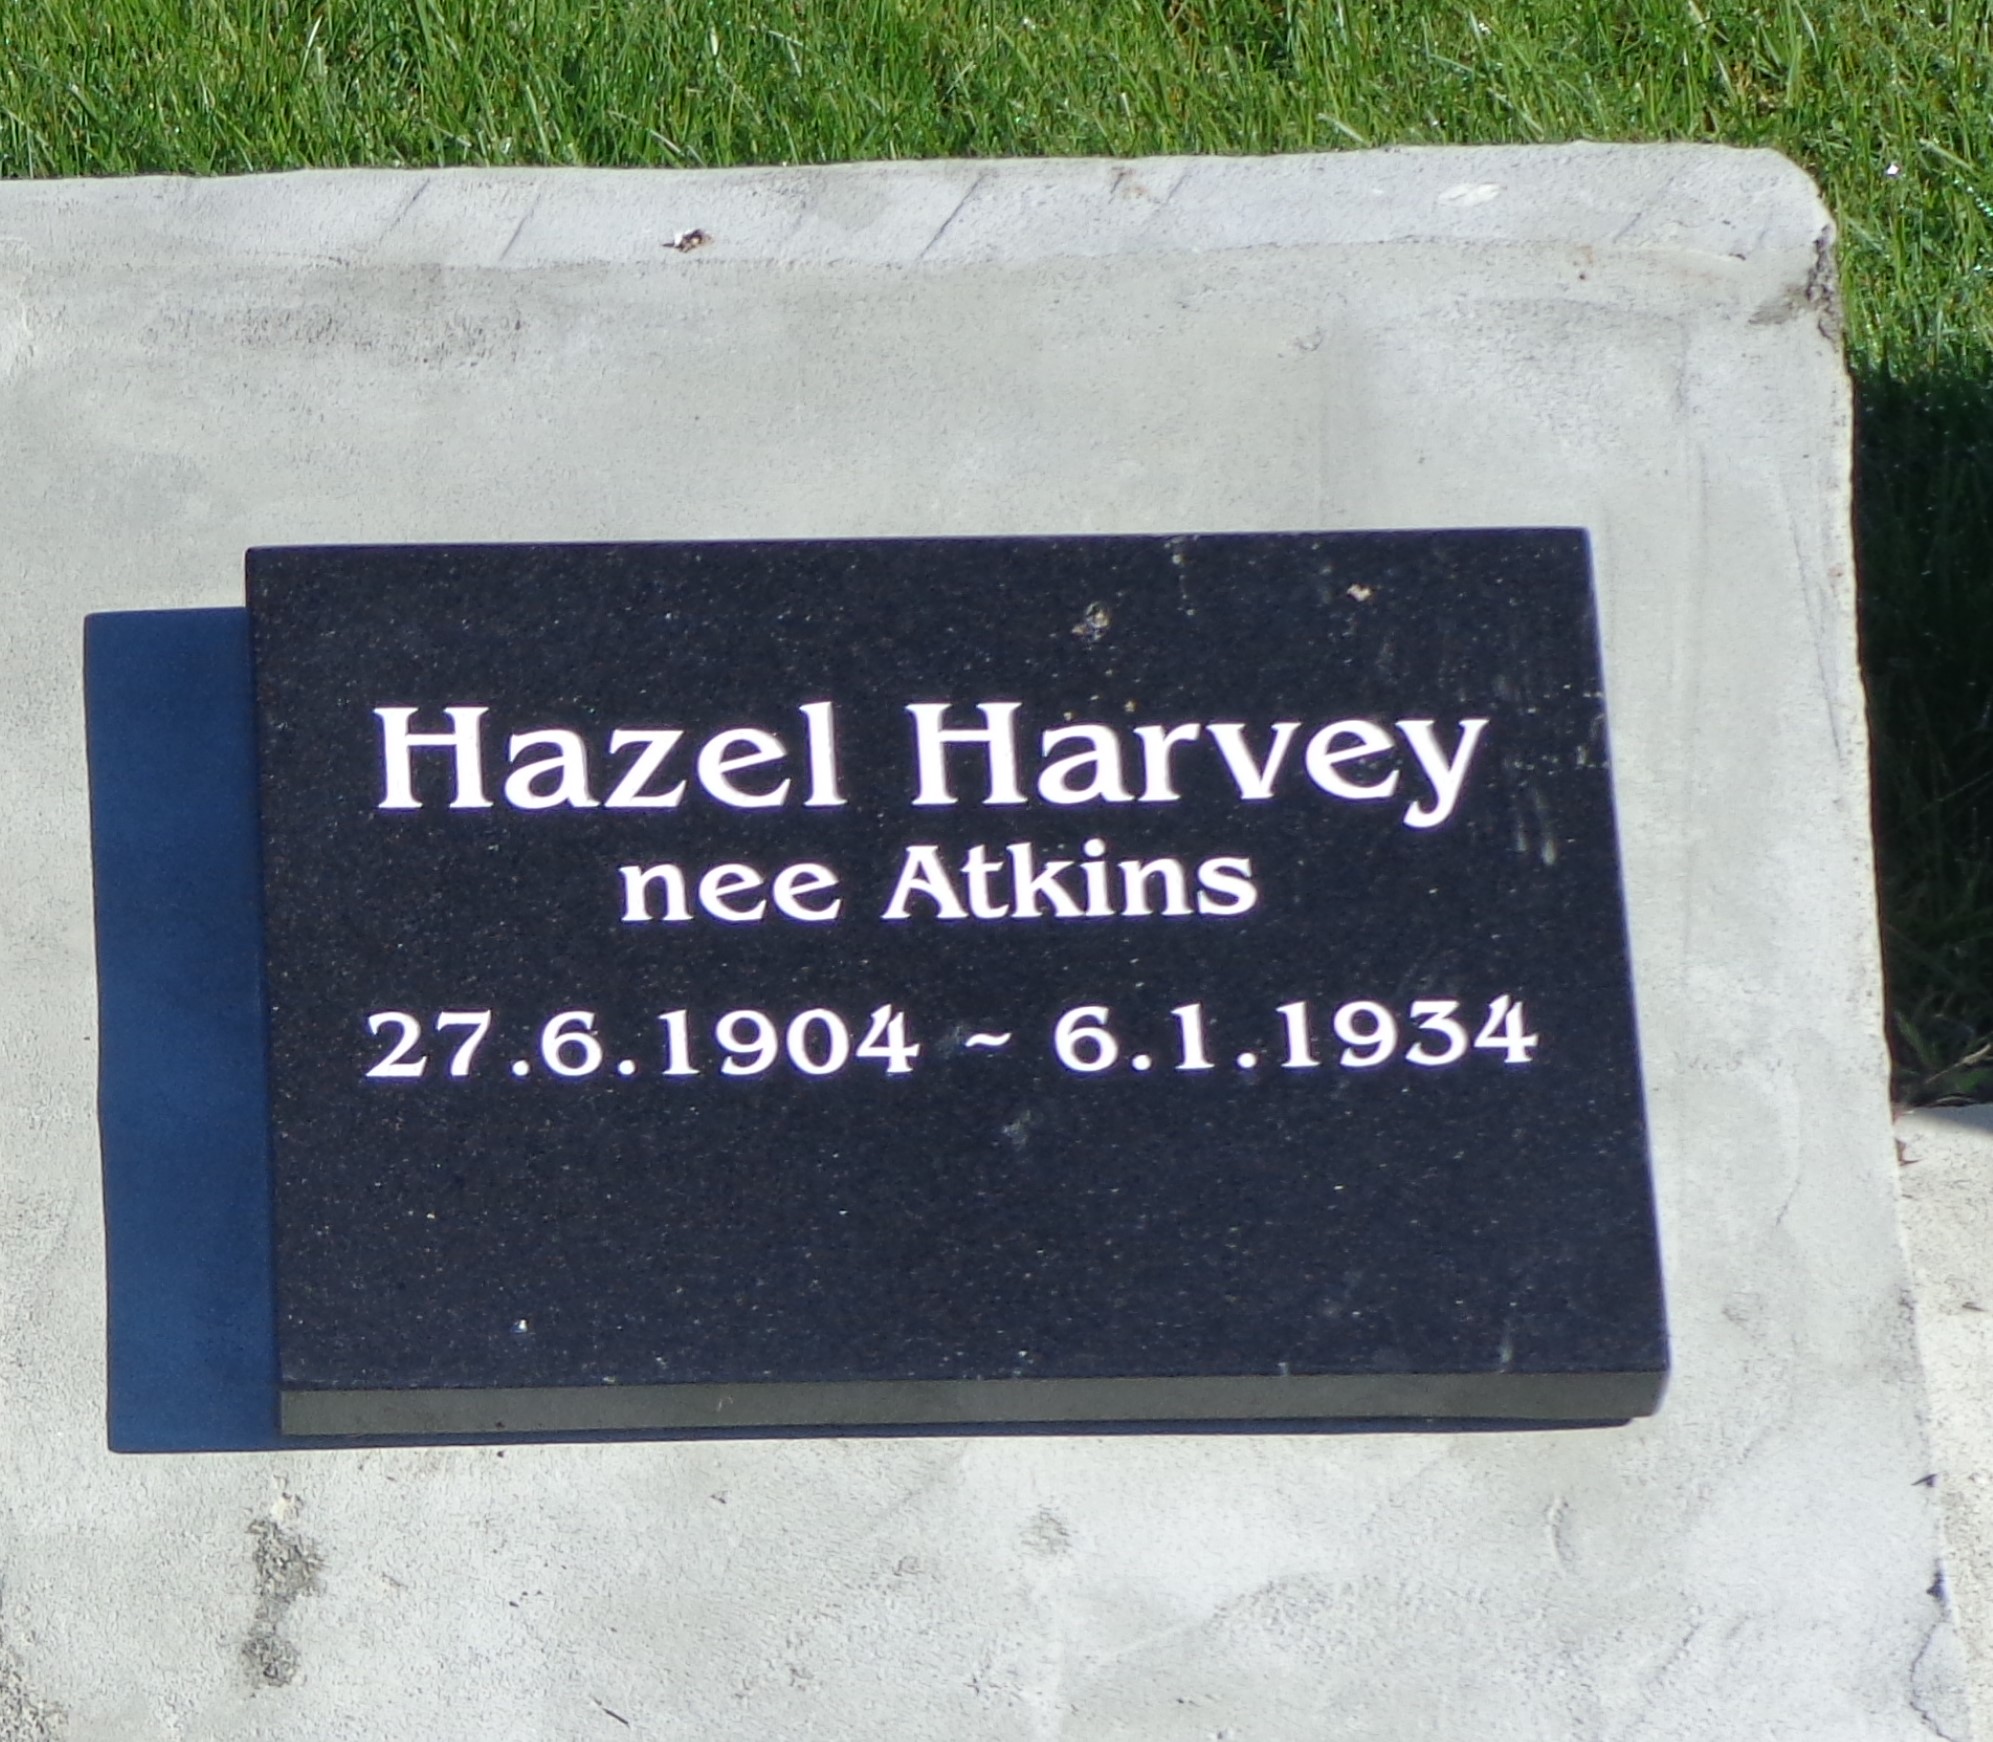 Hazel Harvey
nee Atkins
27.6.1904 ~ 6.1.1934